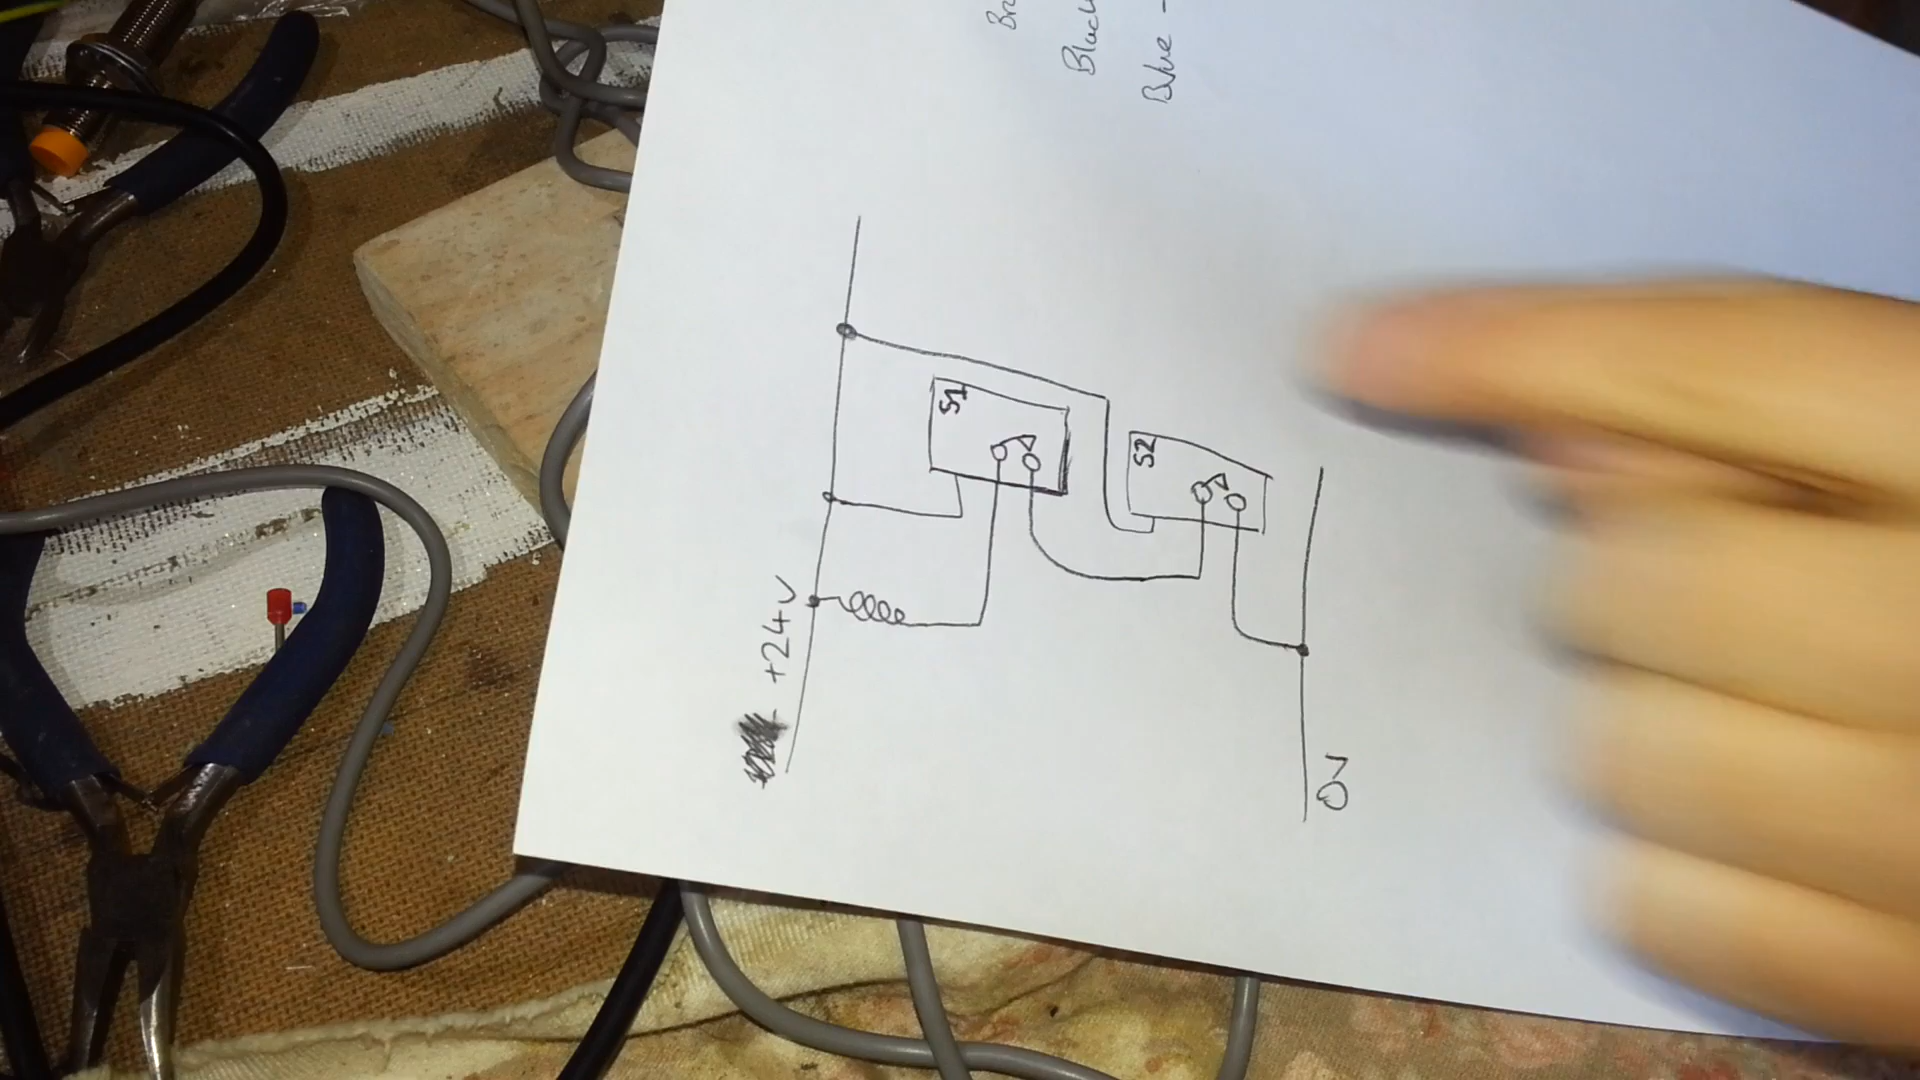 Black
Blue -
S1
S2
+24V
0V